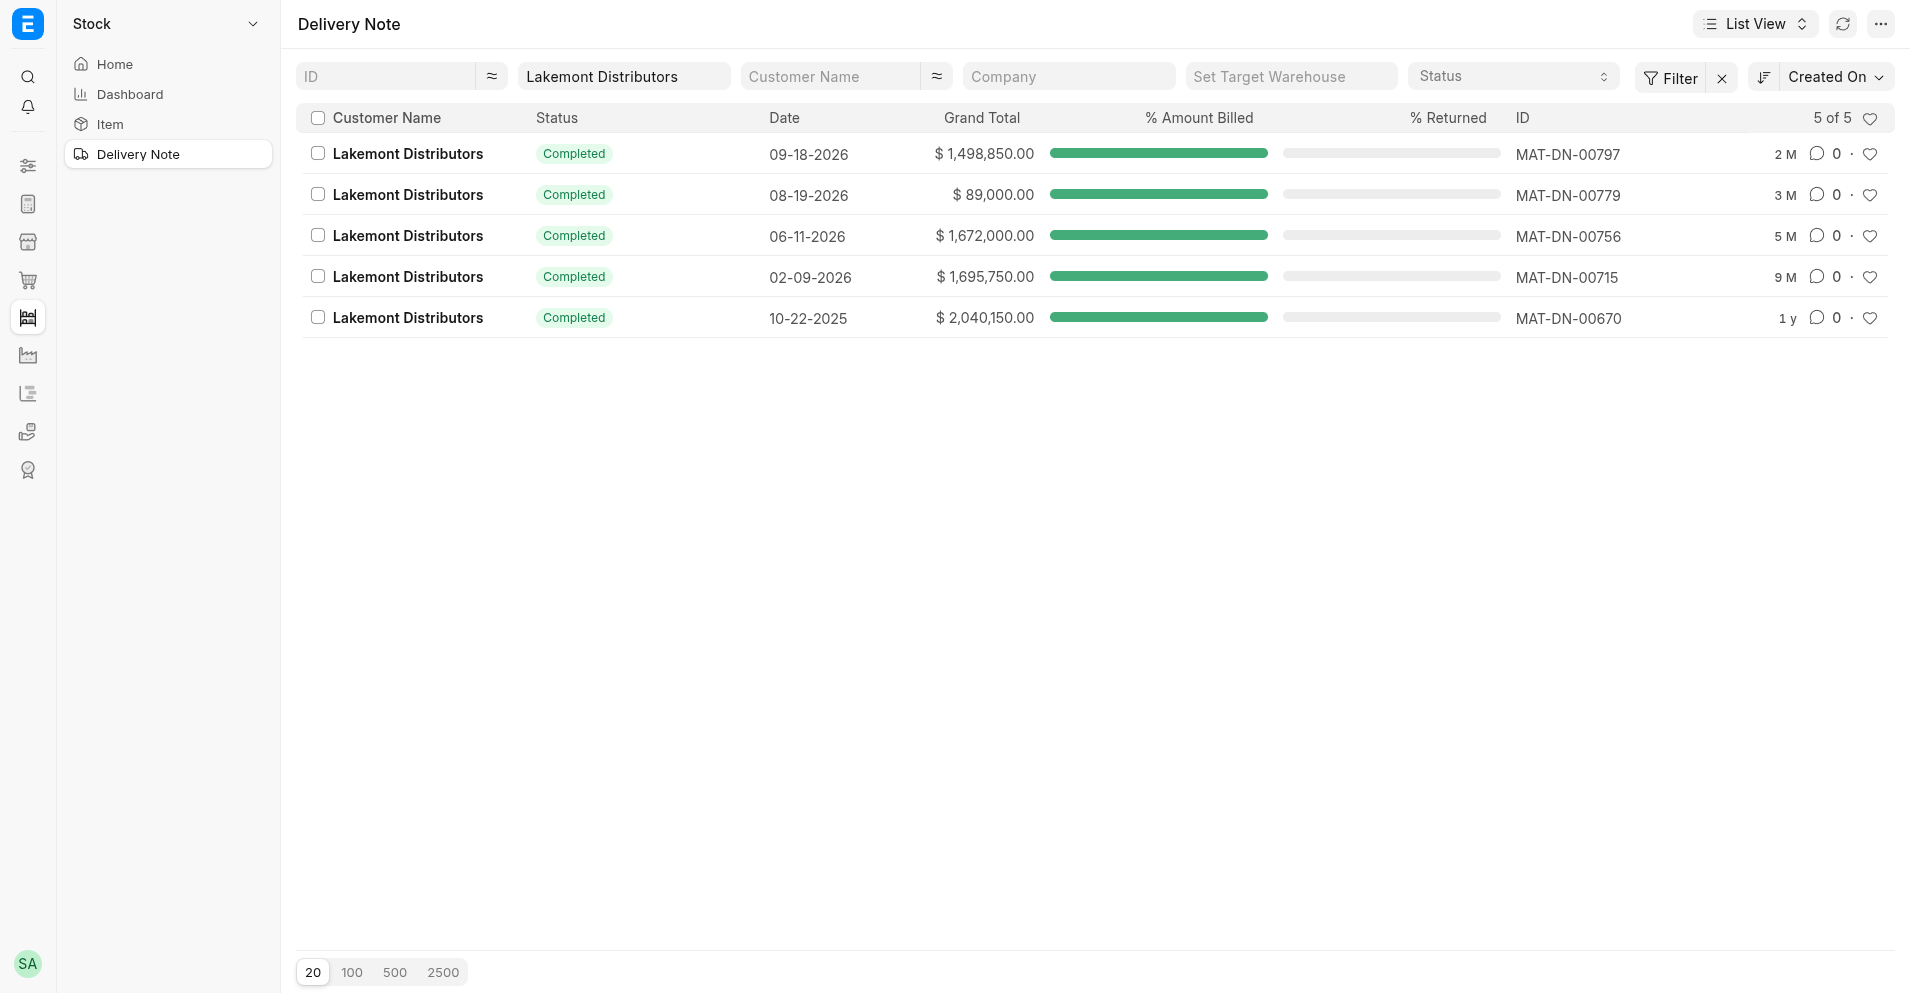 Stock
Home
Dashboard
Item
Delivery Note
SA
Delivery Note
List View
ID ≈ Lakemont Distributors Customer Name ≈ Company Set Target Warehouse Status Filter Created On
Customer Name Status Date Grand Total % Amount Billed % Returned ID 5 of 5
Lakemont Distributors Completed 09-18-2026 $ 1,498,850.00 MAT-DN-00797 2 M 0 ·
Lakemont Distributors Completed 08-19-2026 $ 89,000.00 MAT-DN-00779 3 M 0 ·
Lakemont Distributors Completed 06-11-2026 $ 1,672,000.00 MAT-DN-00756 5 M 0 ·
Lakemont Distributors Completed 02-09-2026 $ 1,695,750.00 MAT-DN-00715 9 M 0 ·
Lakemont Distributors Completed 10-22-2025 $ 2,040,150.00 MAT-DN-00670 1 y 0 ·
20 100 500 2500